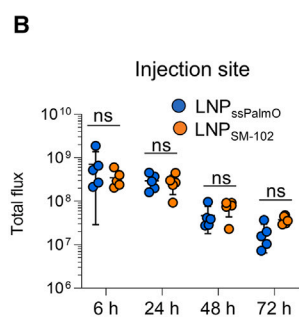 B
Injection site
LNPssPalmO
LNPSM-102
ns
ns
ns
ns
Total flux
10^10
10^9
10^8
10^7
10^6
6 h 24 h 48 h 72 h